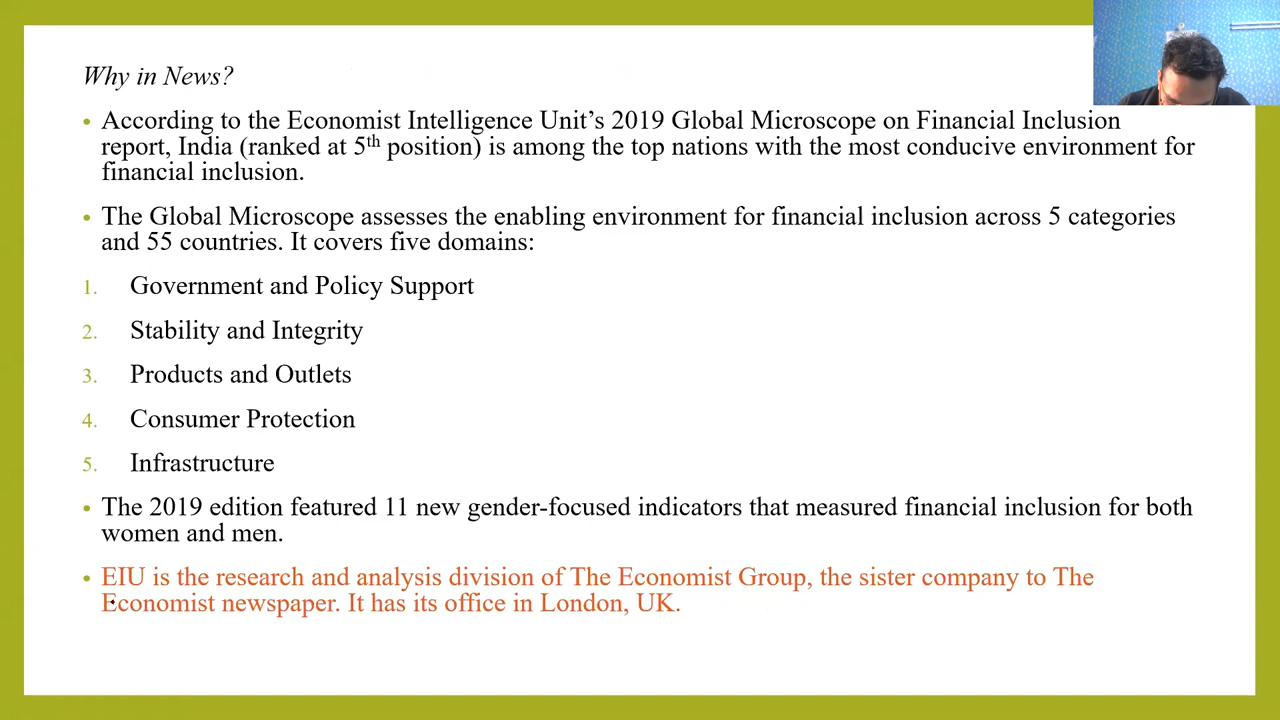 Why in News?
• According to the Economist Intelligence Unit’s 2019 Global Microscope on Financial Inclusion
report, India (ranked at 5th position) is among the top nations with the most conducive environment for
financial inclusion.
• The Global Microscope assesses the enabling environment for financial inclusion across 5 categories
and 55 countries. It covers five domains:
1. Government and Policy Support
2. Stability and Integrity
3. Products and Outlets
4. Consumer Protection
5. Infrastructure
• The 2019 edition featured 11 new gender-focused indicators that measured financial inclusion for both
women and men.
• EIU is the research and analysis division of The Economist Group, the sister company to The
Economist newspaper. It has its office in London, UK.